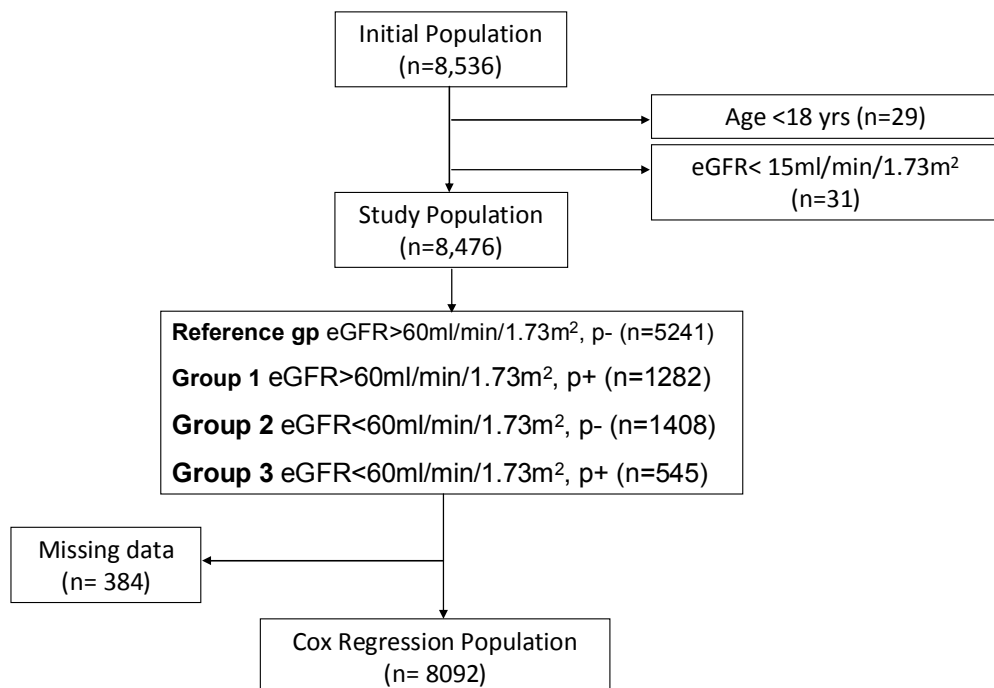 Initial Population
(n=8,536)
Age <18 yrs (n=29)
eGFR< 15ml/min/1.73m²
(n=31)
Study Population
(n=8,476)
Reference gp eGFR>60ml/min/1.73m², p- (n=5241)
Group 1 eGFR>60ml/min/1.73m², p+ (n=1282)
Group 2 eGFR<60ml/min/1.73m², p- (n=1408)
Group 3 eGFR<60ml/min/1.73m², p+ (n=545)
Missing data
(n= 384)
Cox Regression Population
(n= 8092)